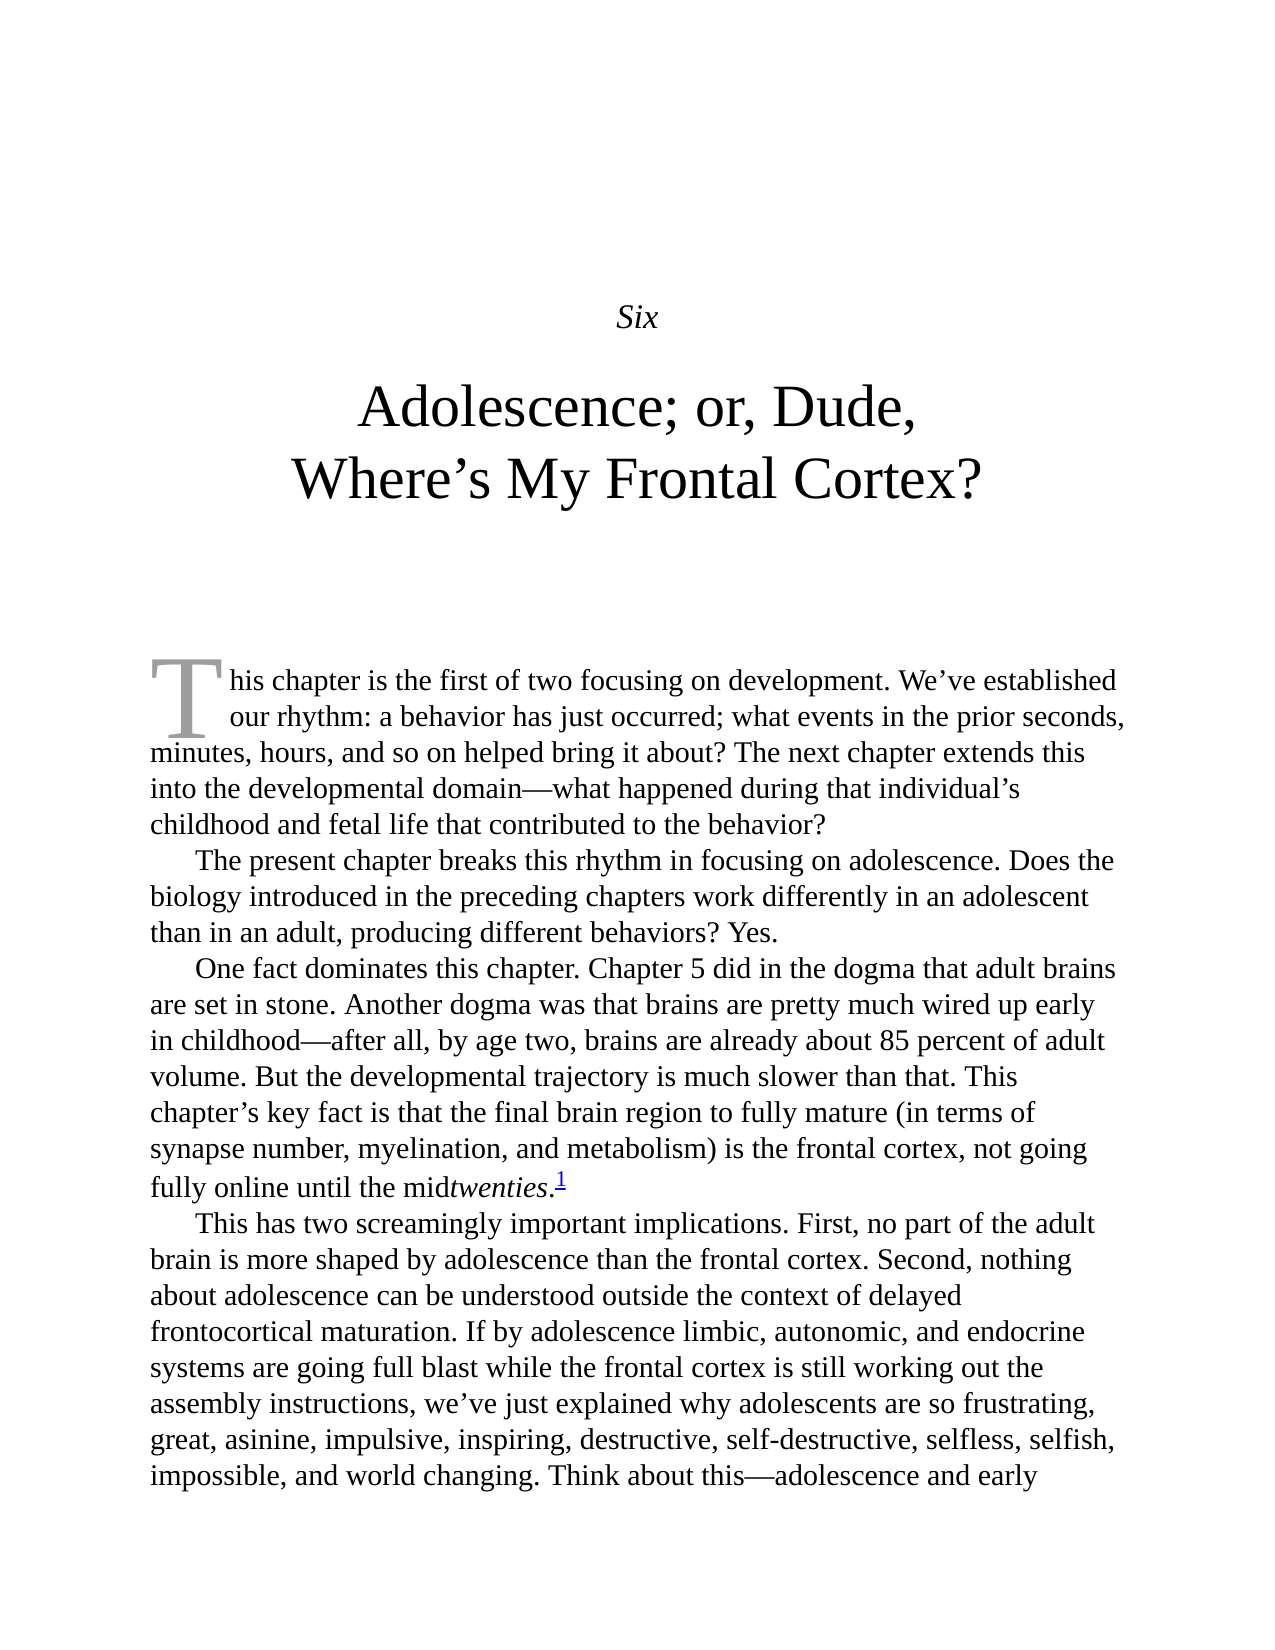 Six
Adolescence; or, Dude,
Where’s My Frontal Cortex?
This chapter is the first of two focusing on development. We’ve established
our rhythm: a behavior has just occurred; what events in the prior seconds,
minutes, hours, and so on helped bring it about? The next chapter extends this
into the developmental domain—what happened during that individual’s
childhood and fetal life that contributed to the behavior?
The present chapter breaks this rhythm in focusing on adolescence. Does the
biology introduced in the preceding chapters work differently in an adolescent
than in an adult, producing different behaviors? Yes.
One fact dominates this chapter. Chapter 5 did in the dogma that adult brains
are set in stone. Another dogma was that brains are pretty much wired up early
in childhood—after all, by age two, brains are already about 85 percent of adult
volume. But the developmental trajectory is much slower than that. This
chapter’s key fact is that the final brain region to fully mature (in terms of
synapse number, myelination, and metabolism) is the frontal cortex, not going
fully online until the midtwenties.1
This has two screamingly important implications. First, no part of the adult
brain is more shaped by adolescence than the frontal cortex. Second, nothing
about adolescence can be understood outside the context of delayed
frontocortical maturation. If by adolescence limbic, autonomic, and endocrine
systems are going full blast while the frontal cortex is still working out the
assembly instructions, we’ve just explained why adolescents are so frustrating,
great, asinine, impulsive, inspiring, destructive, self-destructive, selfless, selfish,
impossible, and world changing. Think about this—adolescence and early